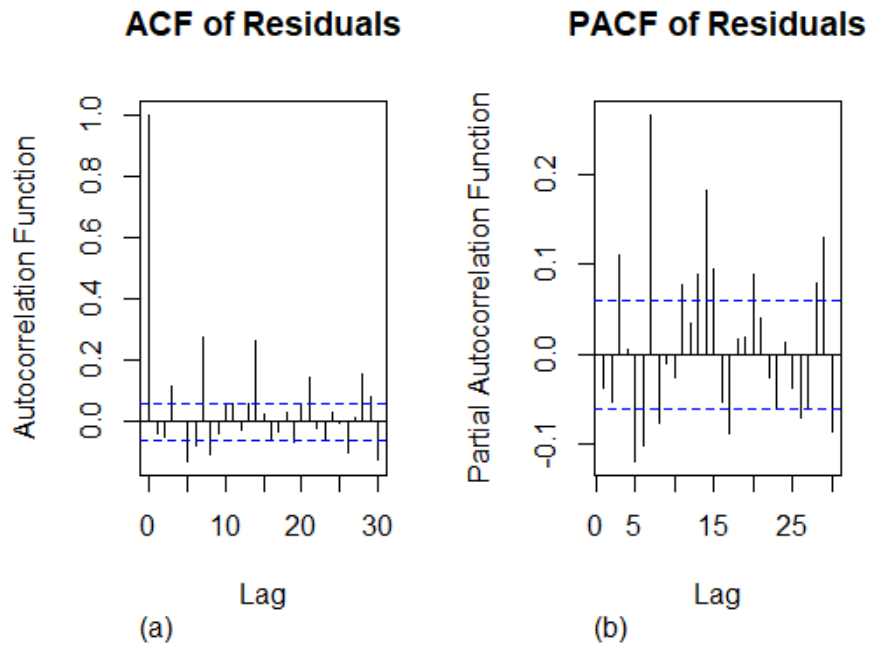 ACF of Residuals
Autocorrelation Function
0.0 0.2 0.4 0.6 0.8 1.0
0 10 20 30
Lag
(a)
PACF of Residuals
Partial Autocorrelation Function
-0.1 0.0 0.1 0.2
0 5 15 25
Lag
(b)